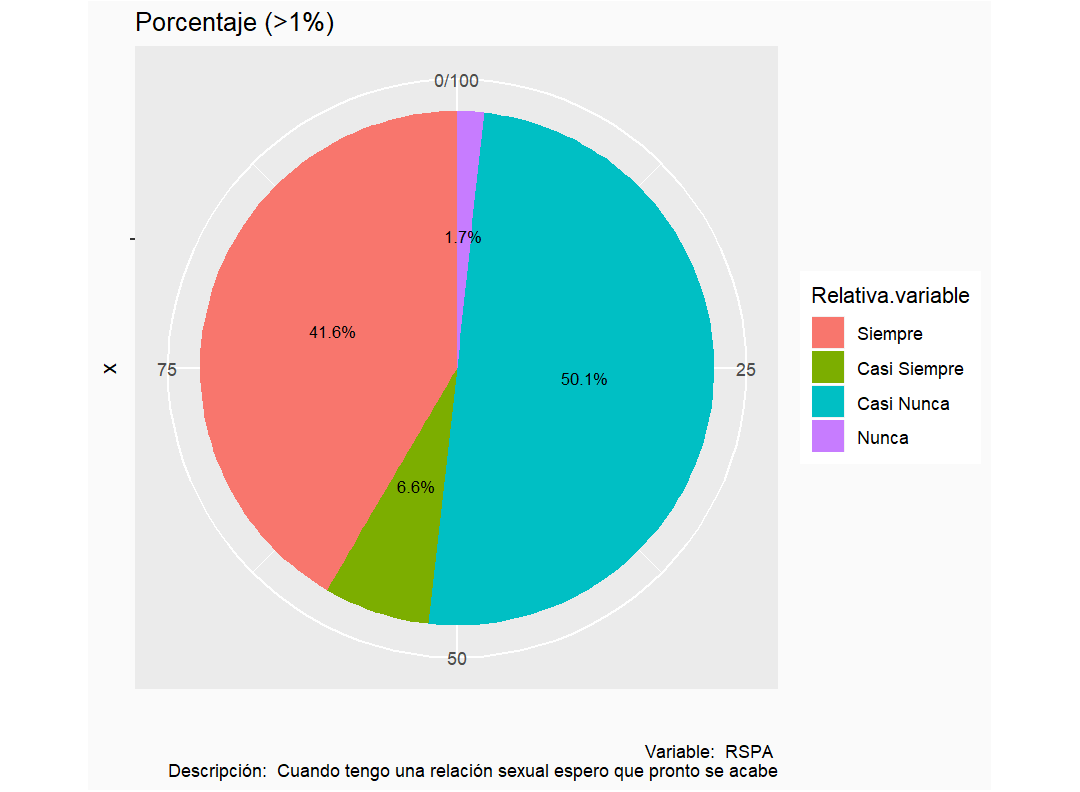 Porcentaje (>1%)
0/100
1.7%
41.6%
50.1%
75
25
x
6.6%
50
Relativa.variable
Siempre
Casi Siempre
Casi Nunca
Nunca
Variable:  RSPA
Descripción:  Cuando tengo una relación sexual espero que pronto se acabe